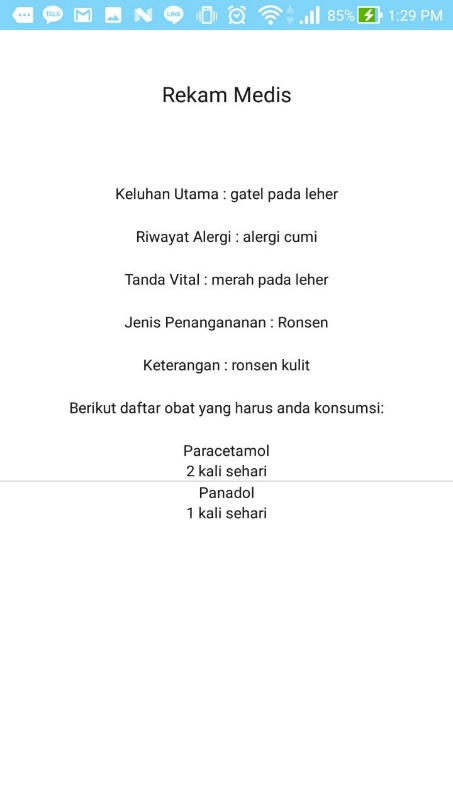 TALK
LINE
85%
1:29 PM
Rekam Medis
Keluhan Utama : gatel pada leher
Riwayat Alergi : alergi cumi
Tanda Vital : merah pada leher
Jenis Penangananan : Ronsen
Keterangan : ronsen kulit
Berikut daftar obat yang harus anda konsumsi:
Paracetamol
2 kali sehari
Panadol
1 kali sehari